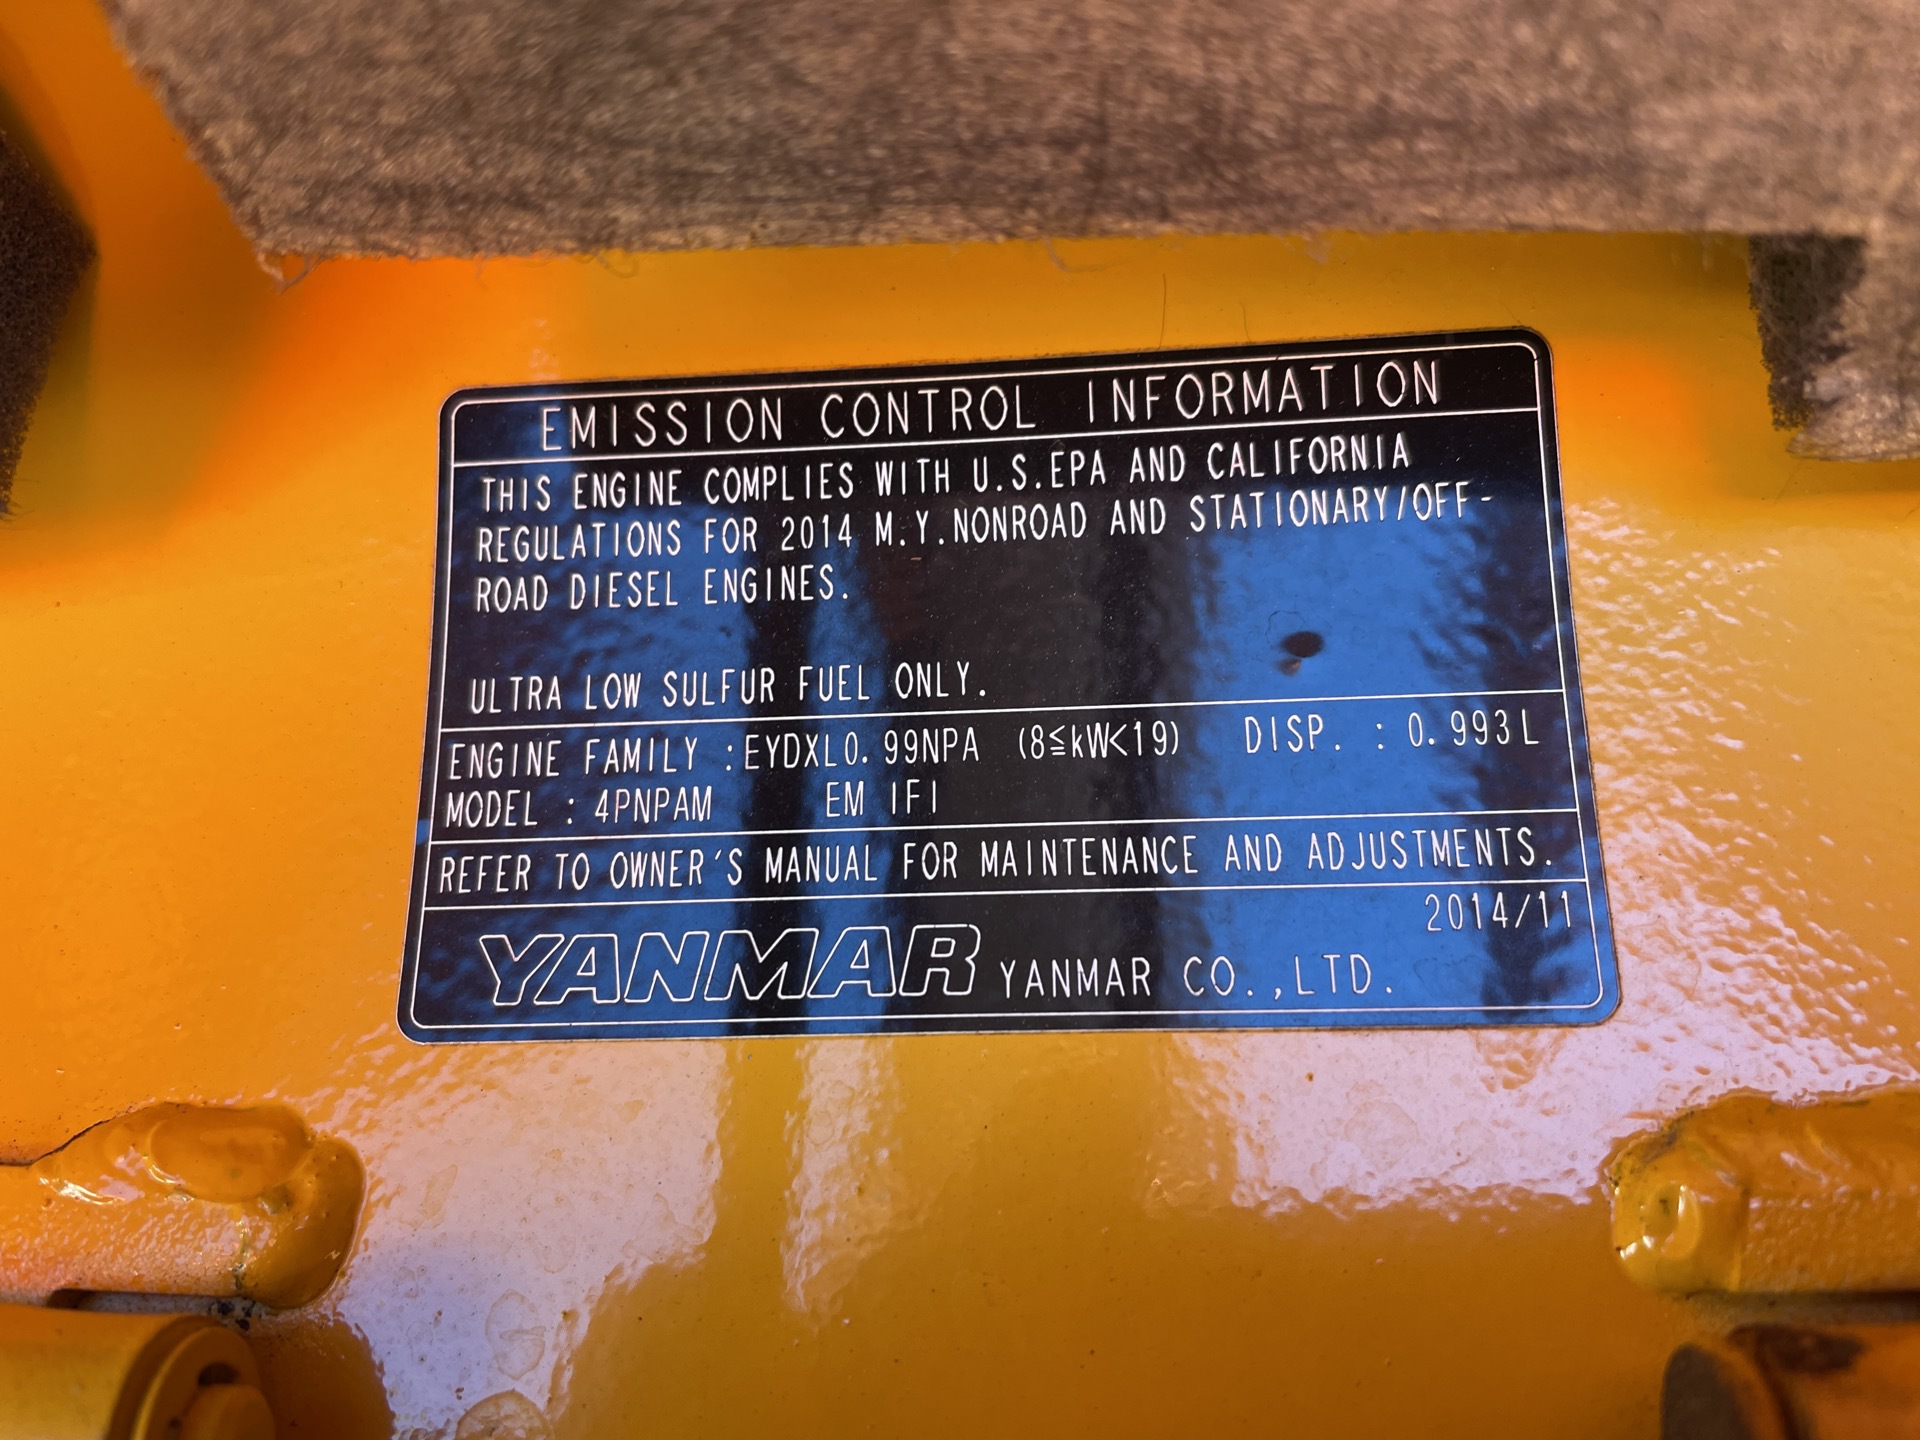 EMISSION CONTROL INFORMATION
THIS ENGINE COMPLIES WITH U.S.EPA AND CALIFORNIA
REGULATIONS FOR 2014 M.Y.NONROAD AND STATIONARY/OFF-
ROAD DIESEL ENGINES.
ULTRA LOW SULFUR FUEL ONLY.
ENGINE FAMILY :EYDXL0.99NPA (8≦kW<19) DISP. : 0.993L
MODEL : 4PNPAM EM IFI
REFER TO OWNER'S MANUAL FOR MAINTENANCE AND ADJUSTMENTS.
2014/11
YANMAR YANMAR CO.,LTD.